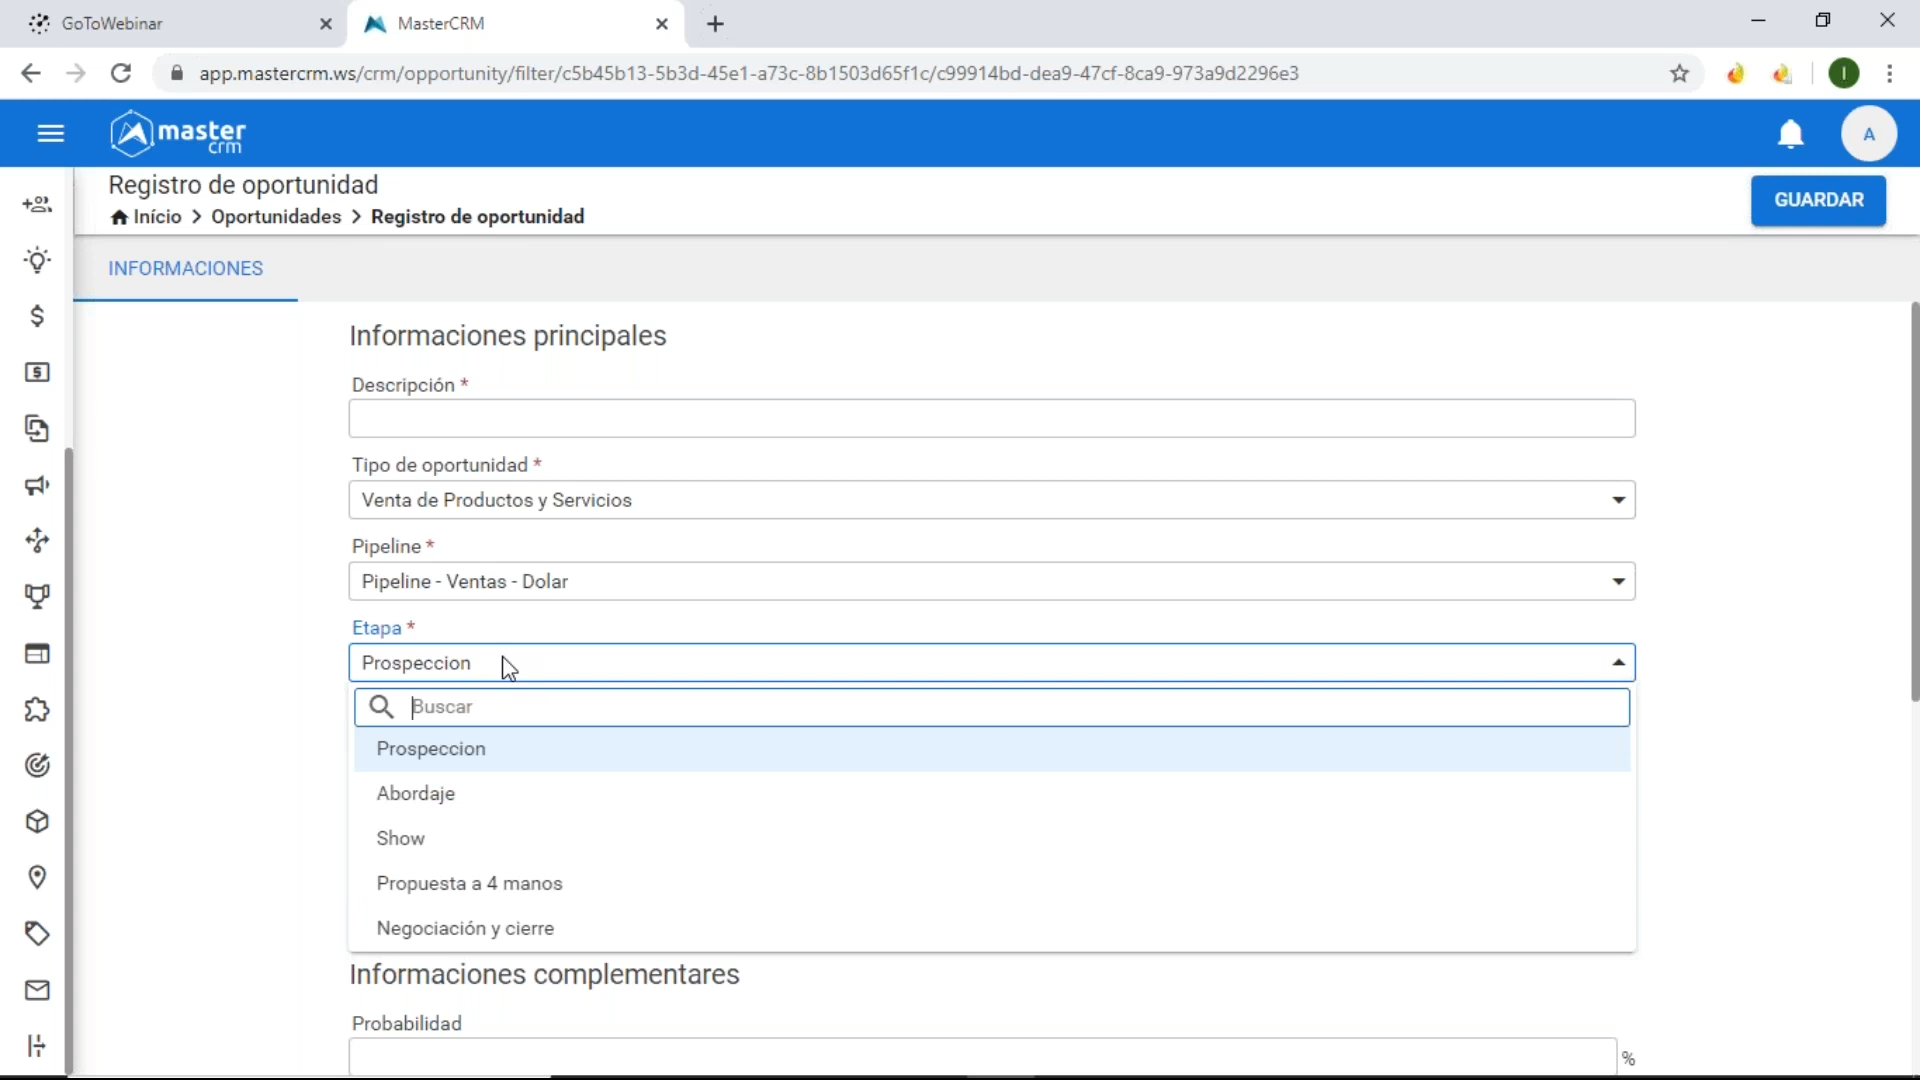 GoToWebinar
MasterCRM
app.mastercrm.ws/crm/opportunity/filter/c5b45b13-5b3d-45e1-a73c-8b1503d65f1c/c99914bd-dea9-47cf-8ca9-973a9d2296e3
I
master
crm
A
Registro de oportunidad
Início > Oportunidades > Registro de oportunidad
GUARDAR
INFORMACIONES
Informaciones principales
Descripción *
Tipo de oportunidad *
Venta de Productos y Servicios
Pipeline *
Pipeline - Ventas - Dolar
Etapa *
Prospeccion
Buscar
Prospeccion
Abordaje
Show
Propuesta a 4 manos
Negociación y cierre
Informaciones complementares
Probabilidad
%